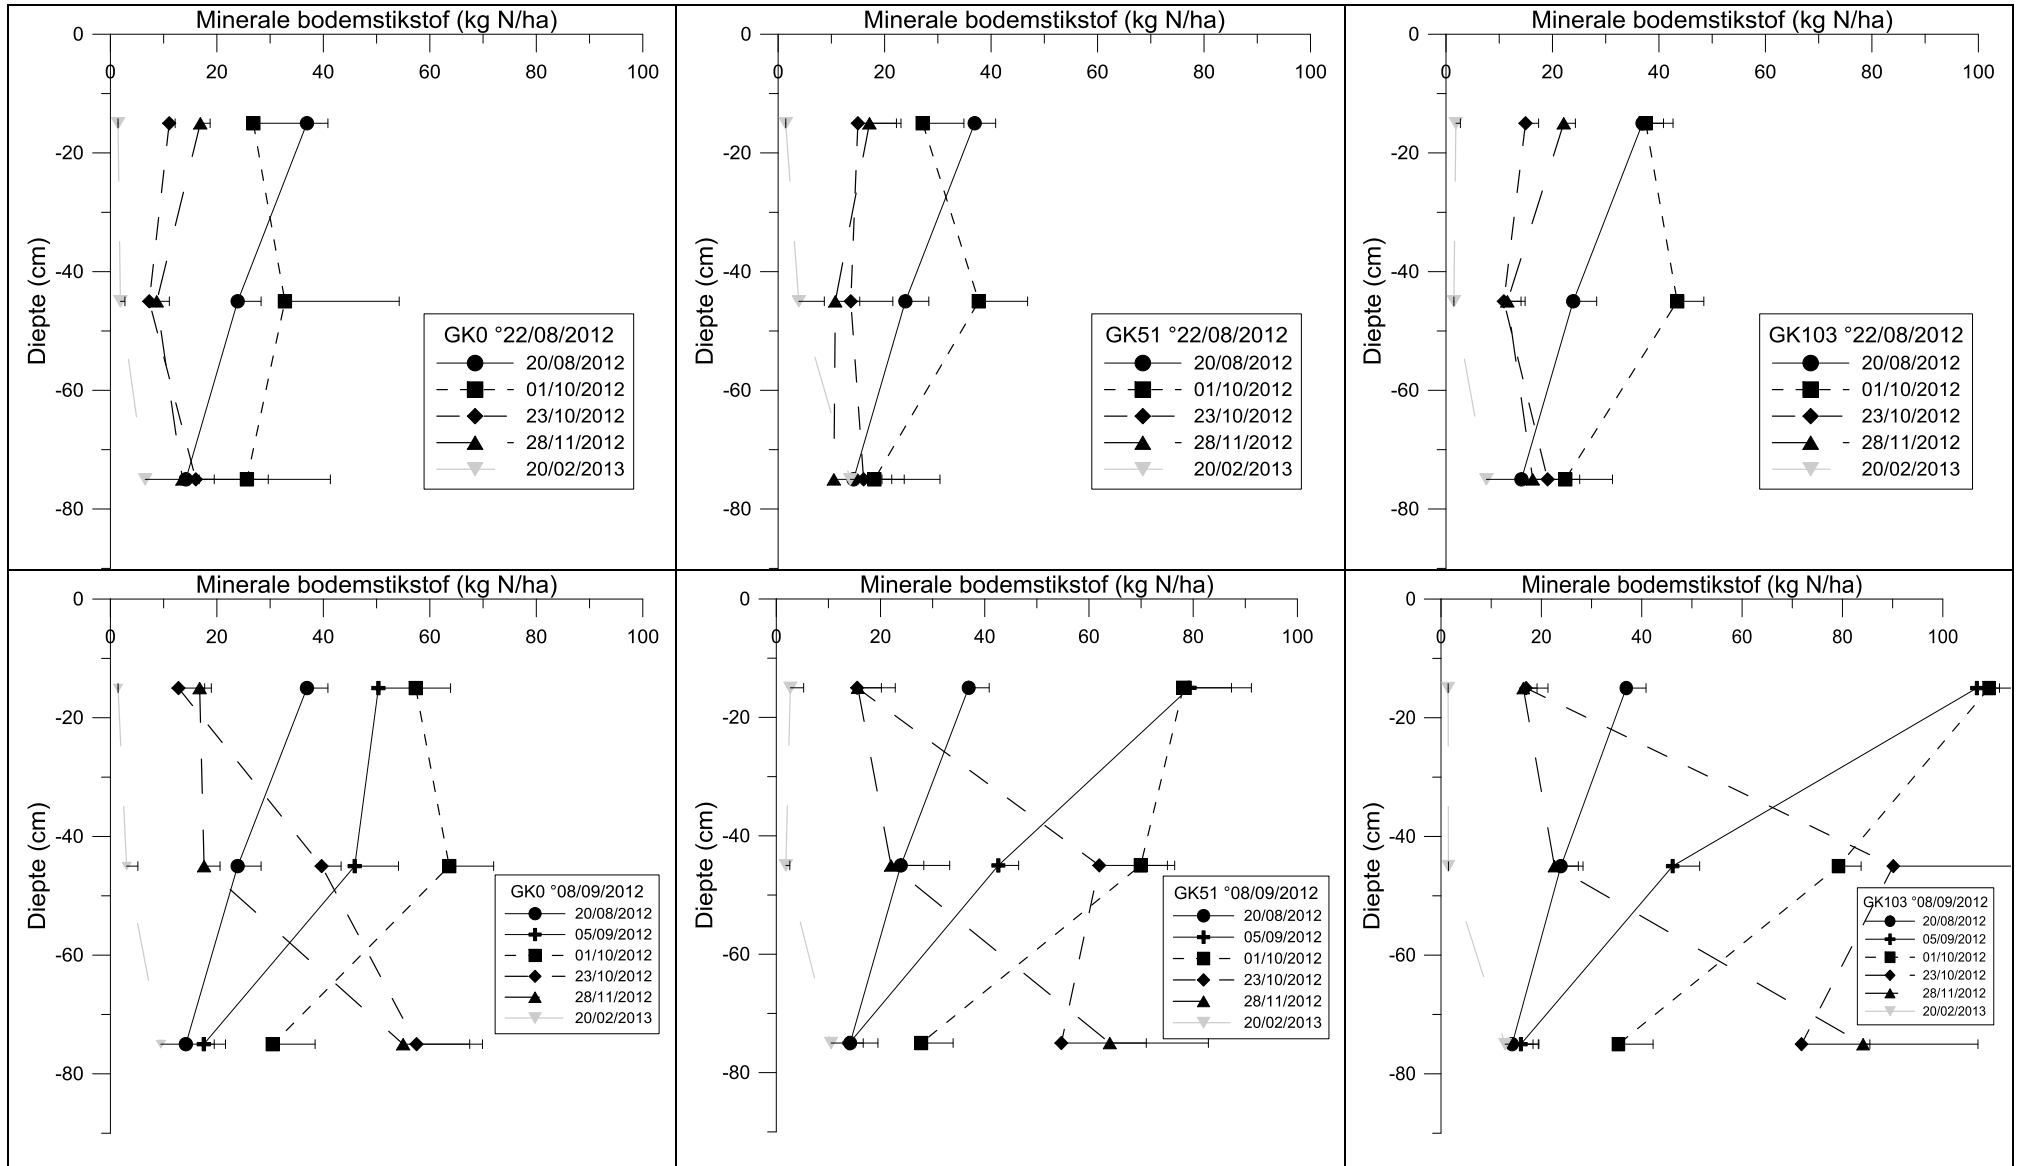 Minerale bodemstikstof (kg N/ha)
0 20 40 60 80 100
0
-20
-40
-60
-80
Diepte (cm)
GK0 °22/08/2012
20/08/2012
01/10/2012
23/10/2012
28/11/2012
20/02/2013
Minerale bodemstikstof (kg N/ha)
0 20 40 60 80 100
0
-20
-40
-60
-80
Diepte (cm)
GK51 °22/08/2012
20/08/2012
01/10/2012
23/10/2012
28/11/2012
20/02/2013
Minerale bodemstikstof (kg N/ha)
0 20 40 60 80 100
0
-20
-40
-60
-80
Diepte (cm)
GK103 °22/08/2012
20/08/2012
01/10/2012
23/10/2012
28/11/2012
20/02/2013
Minerale bodemstikstof (kg N/ha)
0 20 40 60 80 100
0
-20
-40
-60
-80
Diepte (cm)
GK0 °08/09/2012
20/08/2012
05/09/2012
01/10/2012
23/10/2012
28/11/2012
20/02/2013
Minerale bodemstikstof (kg N/ha)
0 20 40 60 80 100
0
-20
-40
-60
-80
Diepte (cm)
GK51 °08/09/2012
20/08/2012
05/09/2012
01/10/2012
23/10/2012
28/11/2012
20/02/2013
Minerale bodemstikstof (kg N/ha)
0 20 40 60 80 100
0
-20
-40
-60
-80
Diepte (cm)
GK103 °08/09/2012
20/08/2012
05/09/2012
01/10/2012
23/10/2012
28/11/2012
20/02/2013